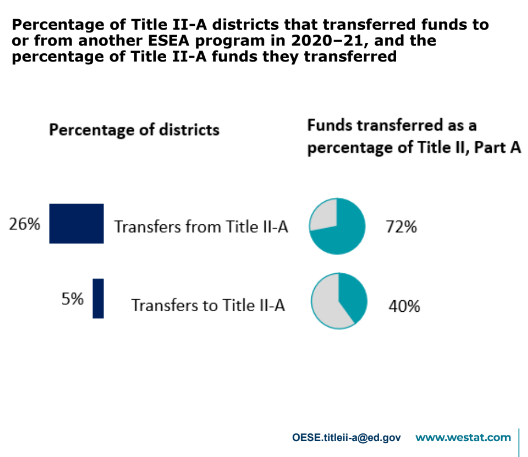 Percentage of Title II-A districts that transferred funds to
or from another ESEA program in 2020–21, and the
percentage of Title II-A funds they transferred
Percentage of districts
Funds transferred as a
percentage of Title II, Part A
26%
Transfers from Title II-A
72%
5%
Transfers to Title II-A
40%
OESE.titleii-a@ed.gov
www.westat.com